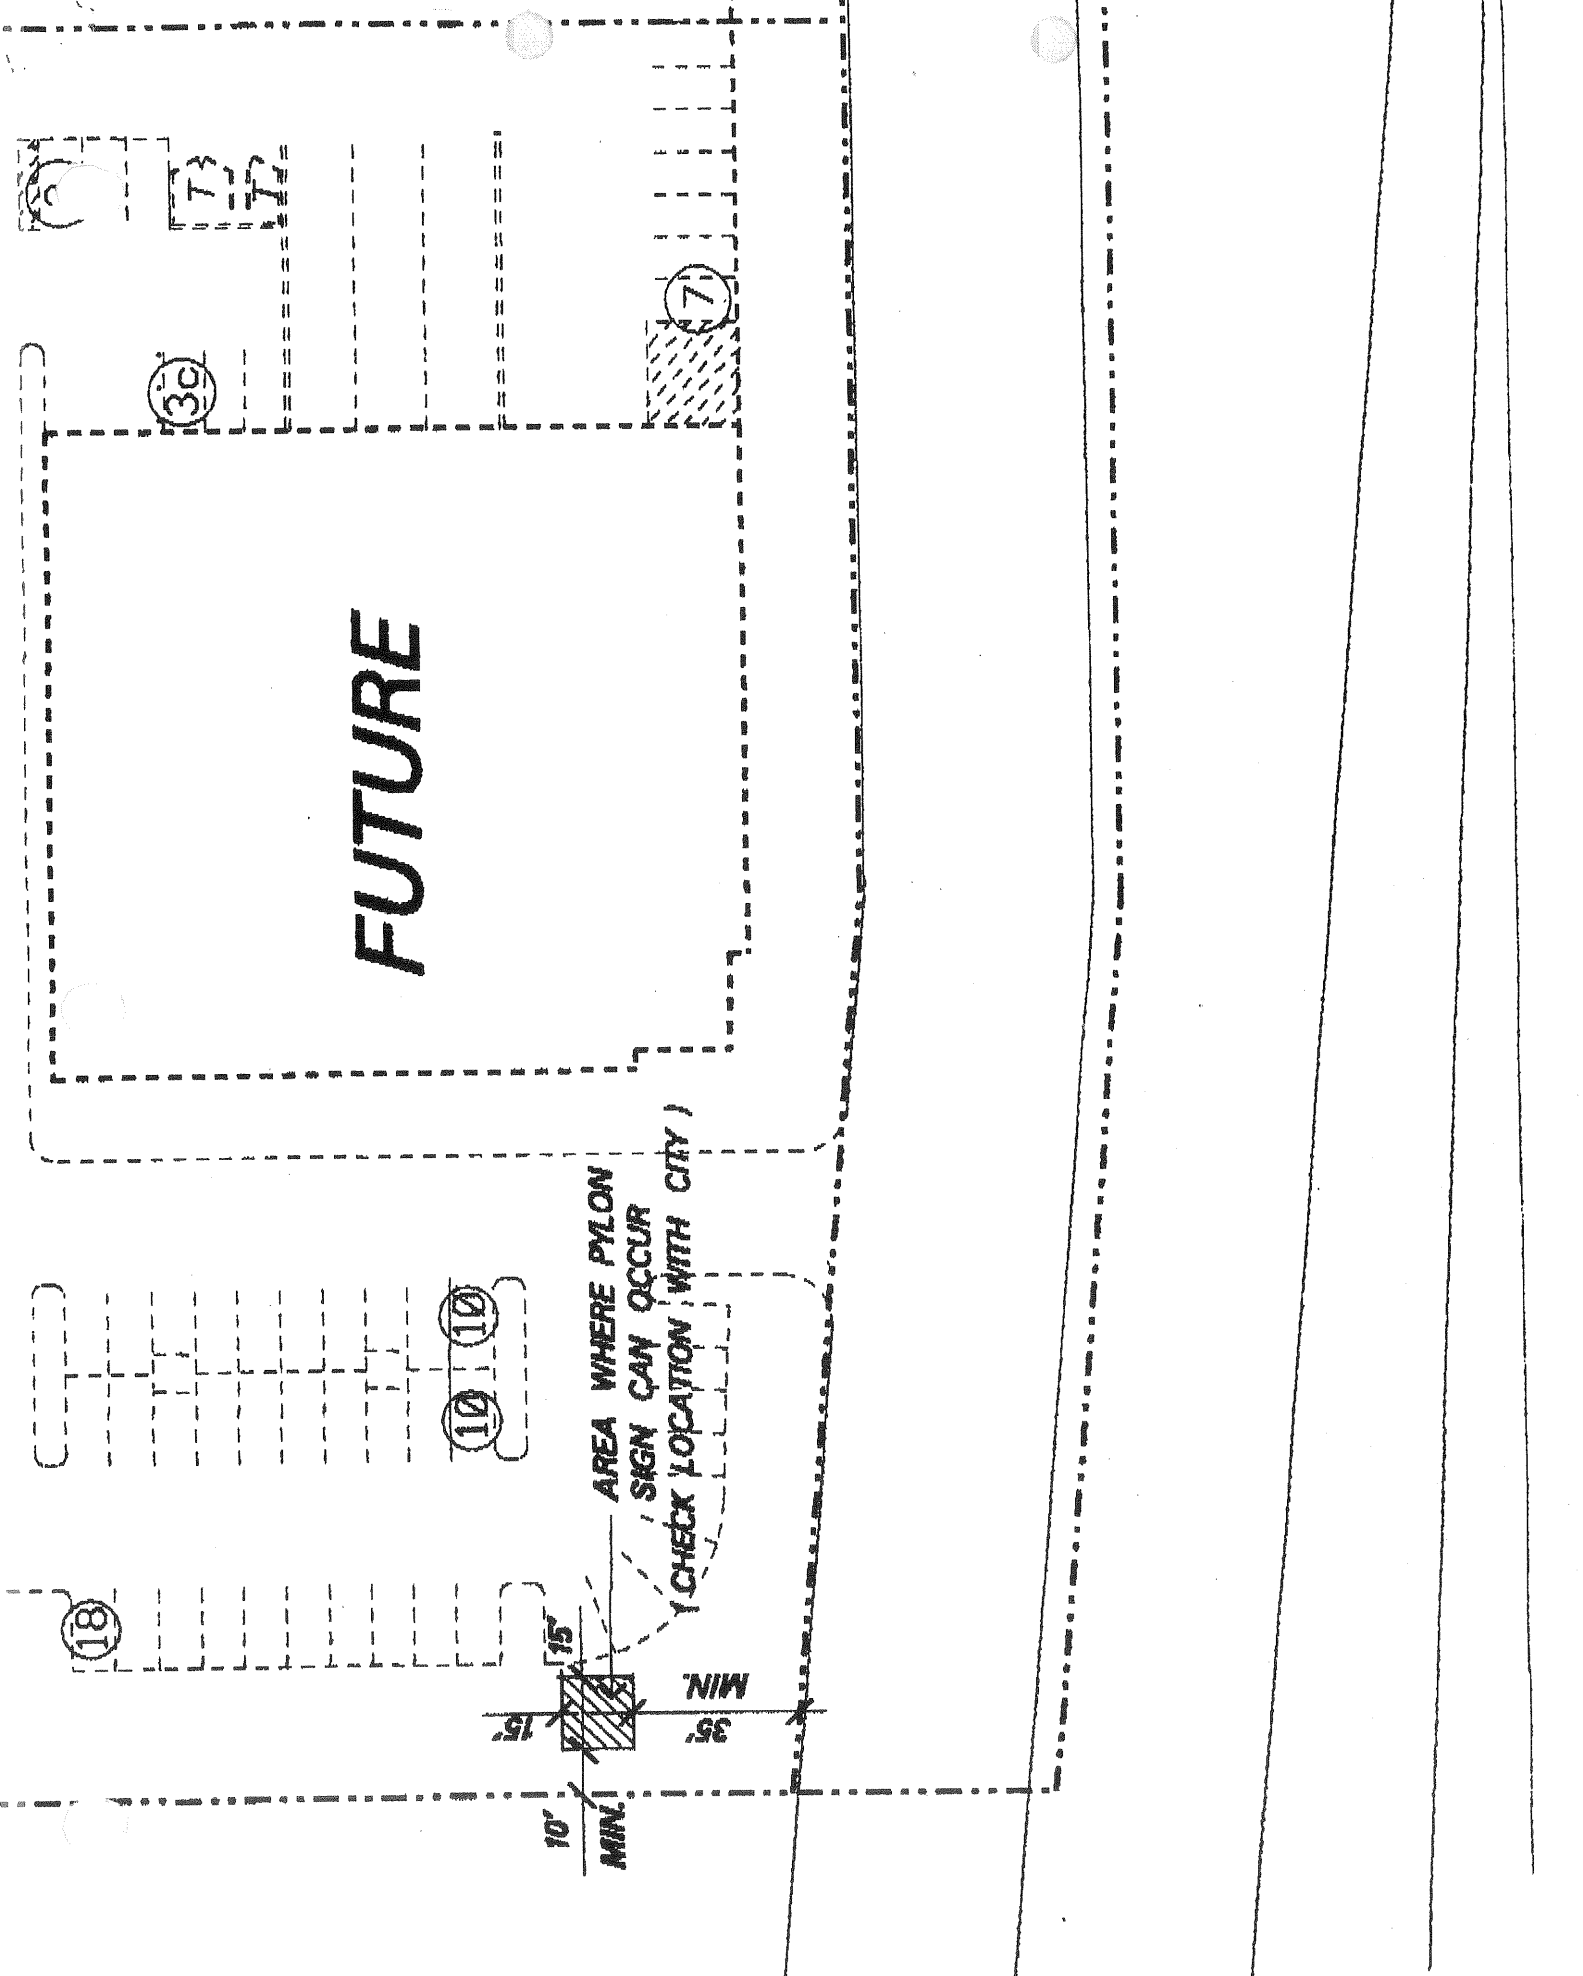 T
T
3c
7
FUTURE
AREA WHERE PYLON
SIGN CAN OCCUR
(CHECK LOCATION WITH CITY)
10
10
18
15'
15'
35'
MIN.
10'
MIN.